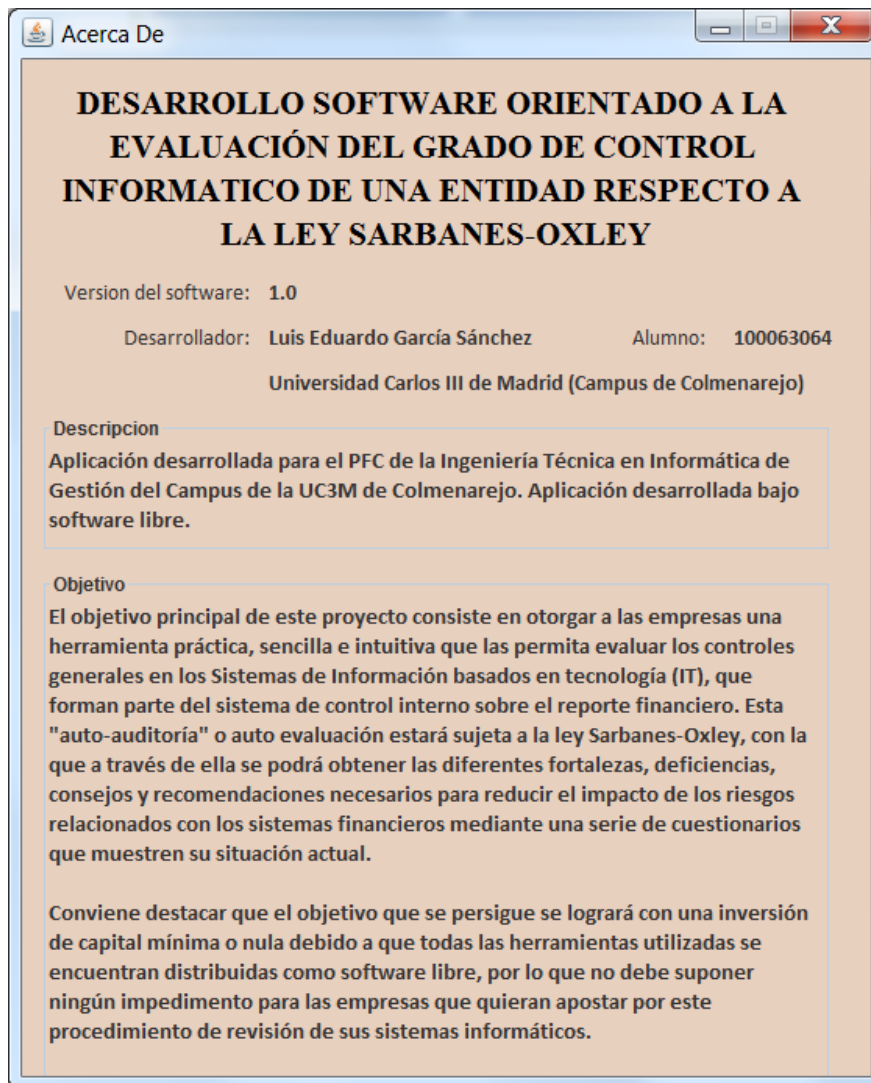 Acerca De
DESARROLLO SOFTWARE ORIENTADO A LA
EVALUACIÓN DEL GRADO DE CONTROL
INFORMATICO DE UNA ENTIDAD RESPECTO A
LA LEY SARBANES-OXLEY
Version del software: 1.0
Desarrollador: Luis Eduardo García Sánchez Alumno: 100063064
Universidad Carlos III de Madrid (Campus de Colmenarejo)
Descripcion
Aplicación desarrollada para el PFC de la Ingeniería Técnica en Informática de
Gestión del Campus de la UC3M de Colmenarejo. Aplicación desarrollada bajo
software libre.
Objetivo
El objetivo principal de este proyecto consiste en otorgar a las empresas una
herramienta práctica, sencilla e intuitiva que las permita evaluar los controles
generales en los Sistemas de Información basados en tecnología (IT), que
forman parte del sistema de control interno sobre el reporte financiero. Esta
"auto-auditoría" o auto evaluación estará sujeta a la ley Sarbanes-Oxley, con la
que a través de ella se podrá obtener las diferentes fortalezas, deficiencias,
consejos y recomendaciones necesarios para reducir el impacto de los riesgos
relacionados con los sistemas financieros mediante una serie de cuestionarios
que muestren su situación actual.
Conviene destacar que el objetivo que se persigue se logrará con una inversión
de capital mínima o nula debido a que todas las herramientas utilizadas se
encuentran distribuidas como software libre, por lo que no debe suponer
ningún impedimento para las empresas que quieran apostar por este
procedimiento de revisión de sus sistemas informáticos.